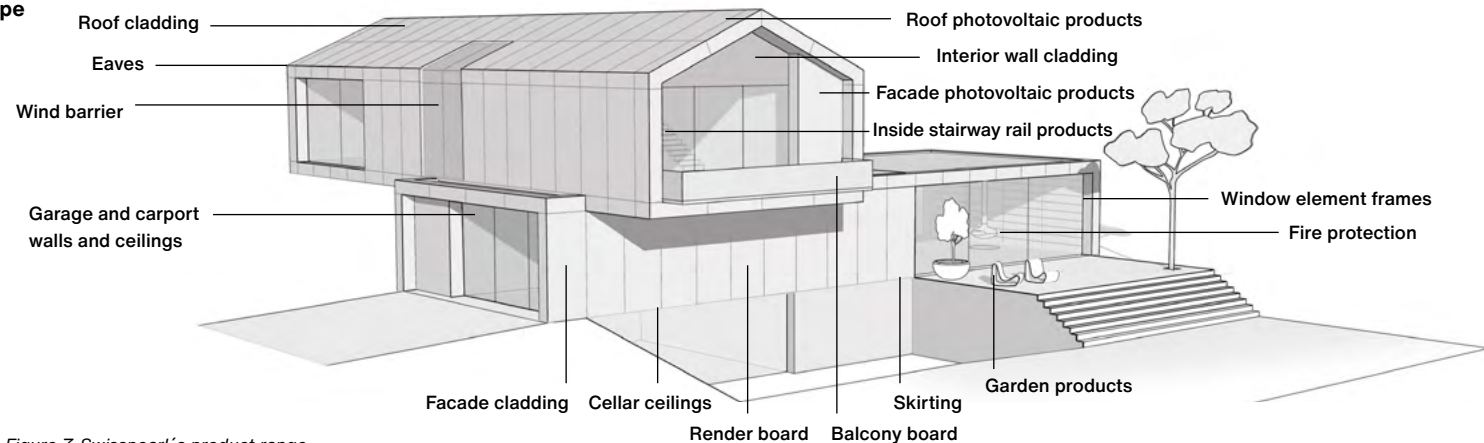 pe
Roof cladding
Roof photovoltaic products
Interior wall cladding
Eaves
Facade photovoltaic products
Wind barrier
Inside stairway rail products
Window element frames
Garage and carport
walls and ceilings
Fire protection
Garden products
Facade cladding
Cellar ceilings
Skirting
Render board
Balcony board